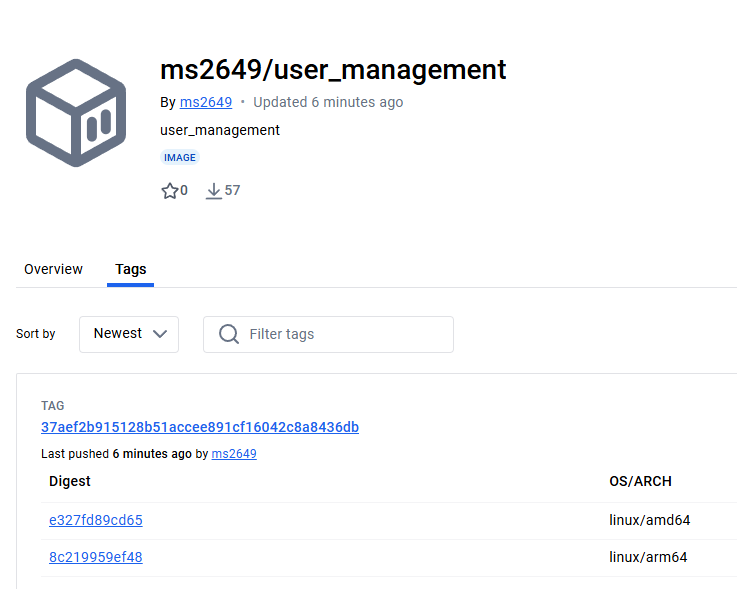 ms2649/user_management
By ms2649 • Updated 6 minutes ago
user_management
IMAGE
0 57
Overview Tags
Sort by Newest Filter tags
TAG
37aef2b915128b51accee891cf16042c8a8436db
Last pushed 6 minutes ago by ms2649
Digest OS/ARCH
e327fd89cd65 linux/amd64
8c219959ef48 linux/arm64